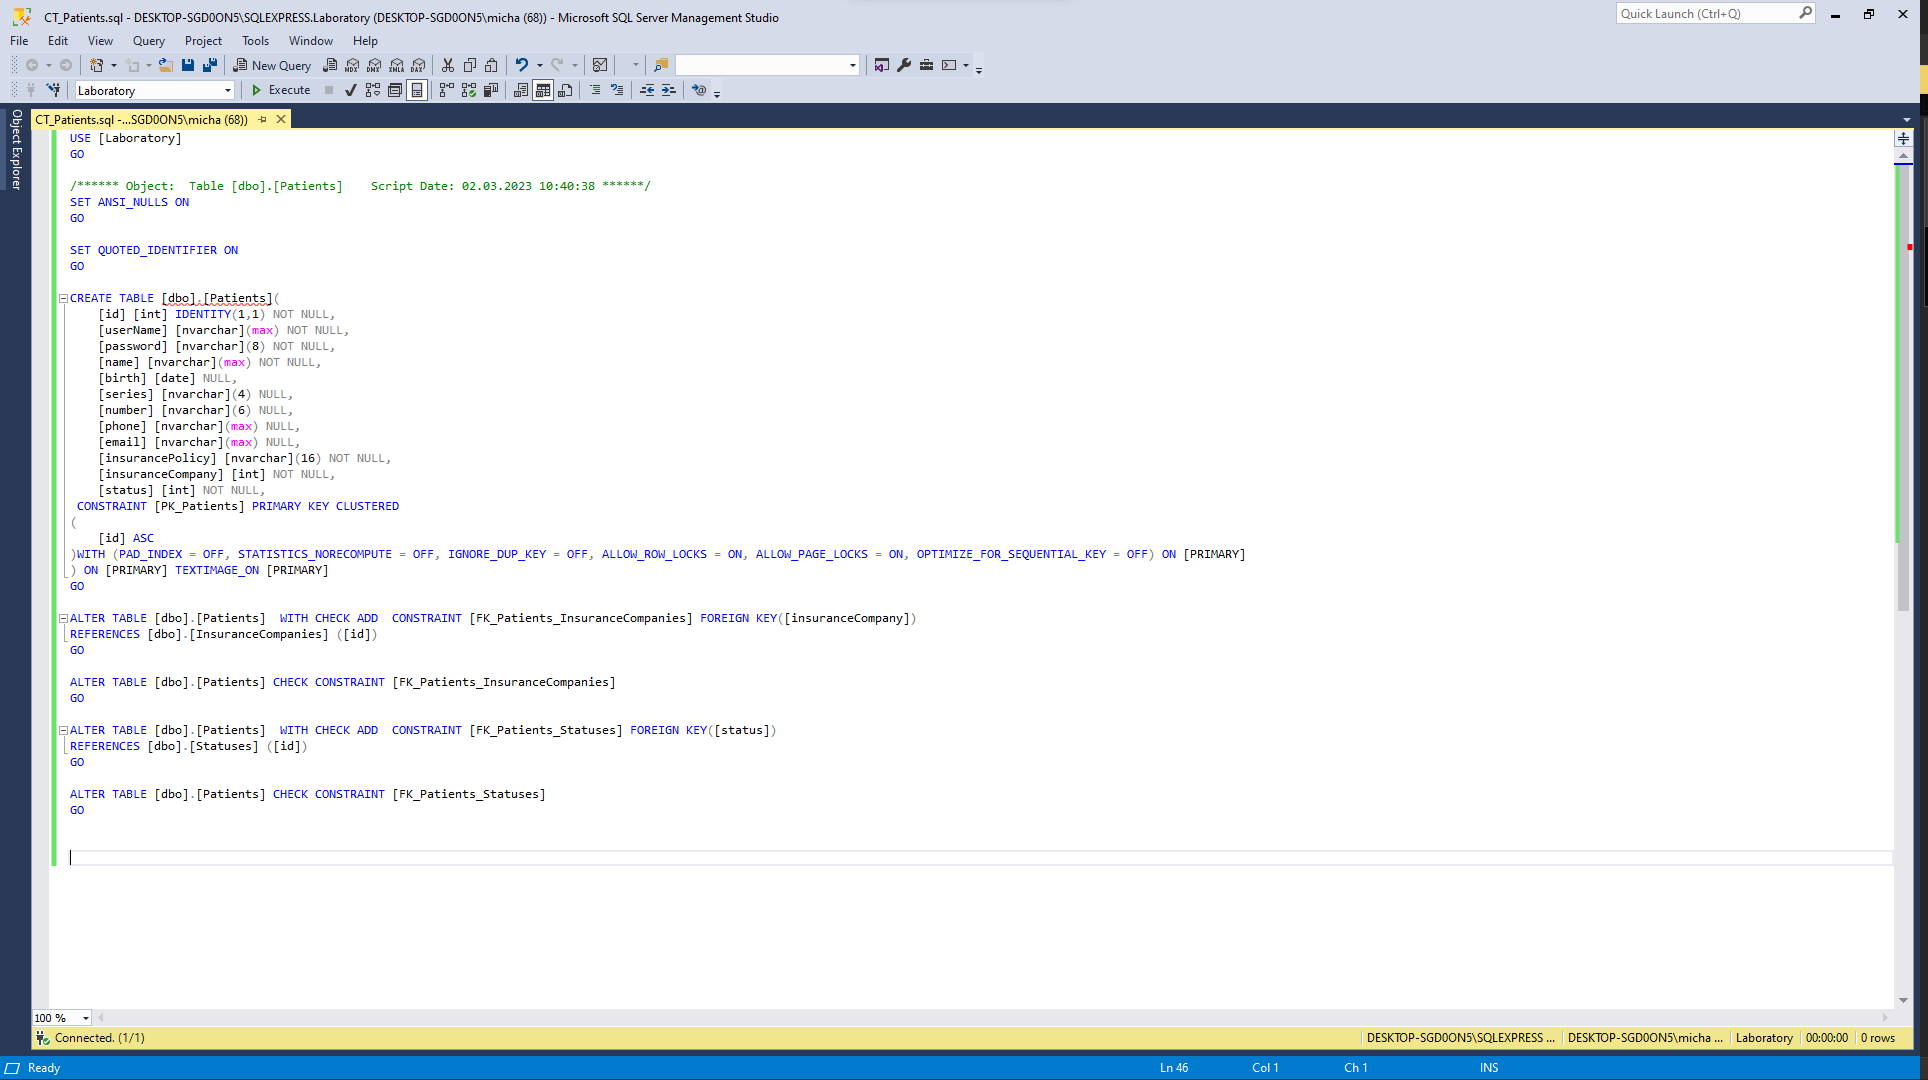 CT_Patients.sql - DESKTOP-SGD0ON5\SQLEXPRESS.Laboratory (DESKTOP-SGD0ON5\micha (68)) - Microsoft SQL Server Management Studio
Quick Launch (Ctrl+Q)
File Edit View Query Project Tools Window Help
New Query MDX DMX XMLA DAX
Laboratory Execute
Object Explorer
CT_Patients.sql -...SGD0ON5\micha (68))
USE [Laboratory]
GO
/****** Object:  Table [dbo].[Patients]    Script Date: 02.03.2023 10:40:38 ******/
SET ANSI_NULLS ON
GO
SET QUOTED_IDENTIFIER ON
GO
CREATE TABLE [dbo].[Patients](
[id] [int] IDENTITY(1,1) NOT NULL,
[userName] [nvarchar](max) NOT NULL,
[password] [nvarchar](8) NOT NULL,
[name] [nvarchar](max) NOT NULL,
[birth] [date] NULL,
[series] [nvarchar](4) NULL,
[number] [nvarchar](6) NULL,
[phone] [nvarchar](max) NULL,
[email] [nvarchar](max) NULL,
[insurancePolicy] [nvarchar](16) NOT NULL,
[insuranceCompany] [int] NOT NULL,
[status] [int] NOT NULL,
CONSTRAINT [PK_Patients] PRIMARY KEY CLUSTERED
(
[id] ASC
)WITH (PAD_INDEX = OFF, STATISTICS_NORECOMPUTE = OFF, IGNORE_DUP_KEY = OFF, ALLOW_ROW_LOCKS = ON, ALLOW_PAGE_LOCKS = ON, OPTIMIZE_FOR_SEQUENTIAL_KEY = OFF) ON [PRIMARY]
) ON [PRIMARY] TEXTIMAGE_ON [PRIMARY]
GO
ALTER TABLE [dbo].[Patients]  WITH CHECK ADD  CONSTRAINT [FK_Patients_InsuranceCompanies] FOREIGN KEY([insuranceCompany])
REFERENCES [dbo].[InsuranceCompanies] ([id])
GO
ALTER TABLE [dbo].[Patients] CHECK CONSTRAINT [FK_Patients_InsuranceCompanies]
GO
ALTER TABLE [dbo].[Patients]  WITH CHECK ADD  CONSTRAINT [FK_Patients_Statuses] FOREIGN KEY([status])
REFERENCES [dbo].[Statuses] ([id])
GO
ALTER TABLE [dbo].[Patients] CHECK CONSTRAINT [FK_Patients_Statuses]
GO
100 %
Connected. (1/1) DESKTOP-SGD0ON5\SQLEXPRESS ... DESKTOP-SGD0ON5\micha ... Laboratory 00:00:00 0 rows
Ready Ln 46 Col 1 Ch 1 INS